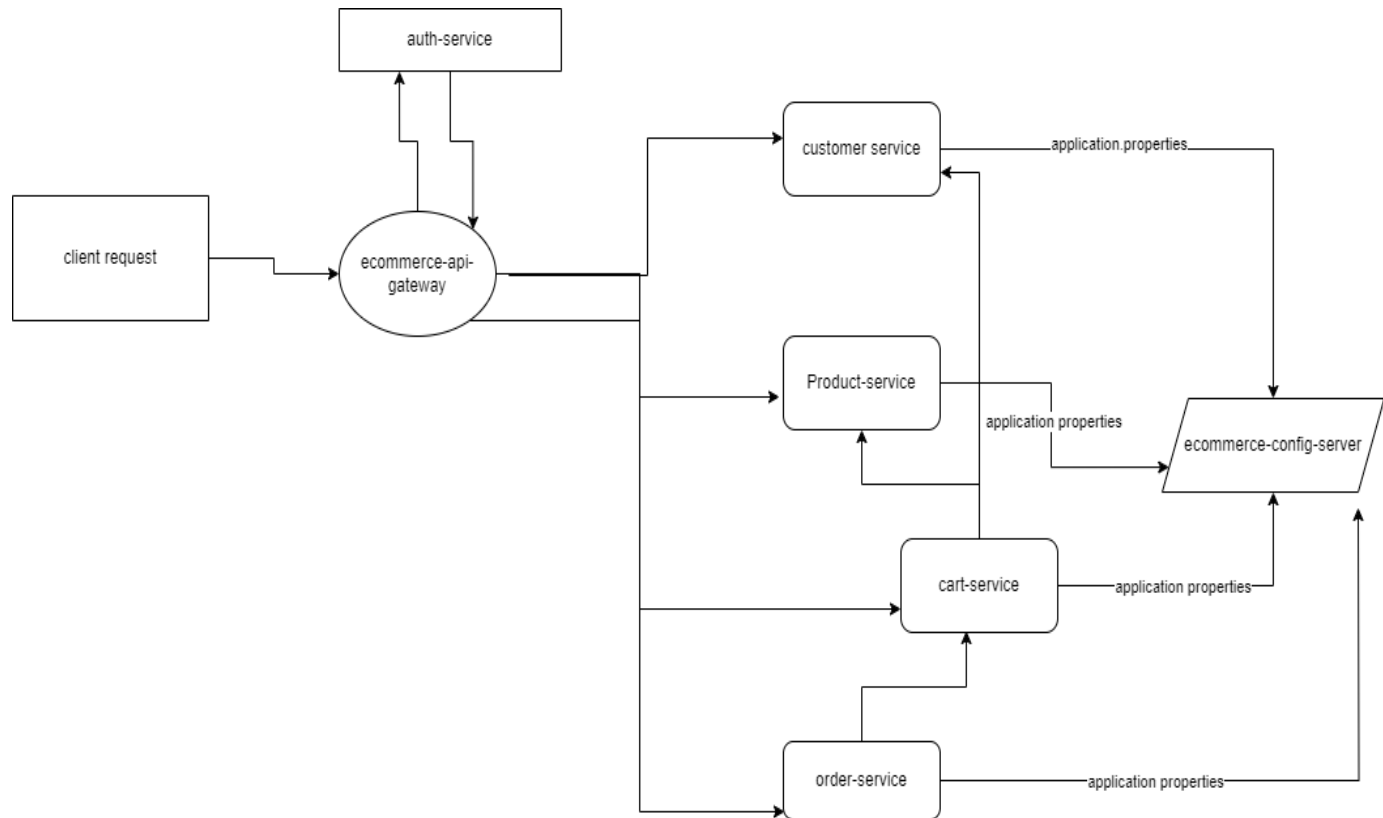 auth-service
customer service
application.properties
client request
ecommerce-api-
gateway
Product-service
application properties
ecommerce-config-server
cart-service
application properties
order-service
application properties